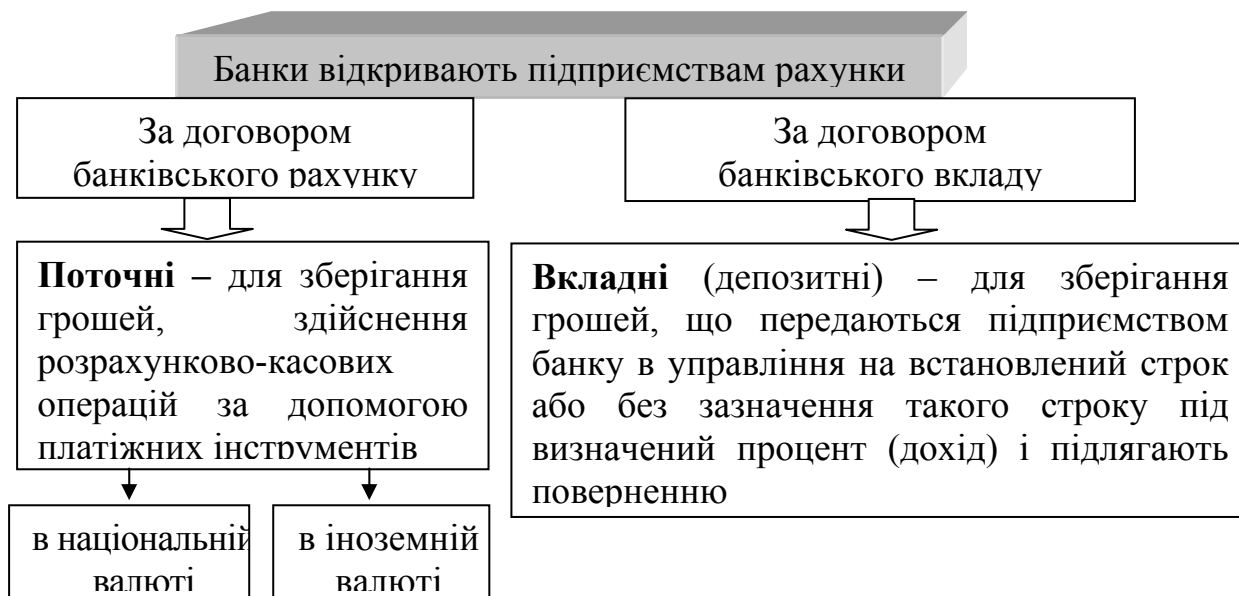 Банки відкривають підприємствам рахунки
За договором
банківського рахунку
За договором
банківського вкладу
Поточні – для зберігання
грошей, здійснення
розрахунково-касових
операцій за допомогою
платіжних інструментів
Вкладні (депозитні) – для зберігання
грошей, що передаються підприємством
банку в управління на встановлений строк
або без зазначення такого строку під
визначений процент (дохід) і підлягають
поверненню
в національній
валюті
в іноземній
валюті